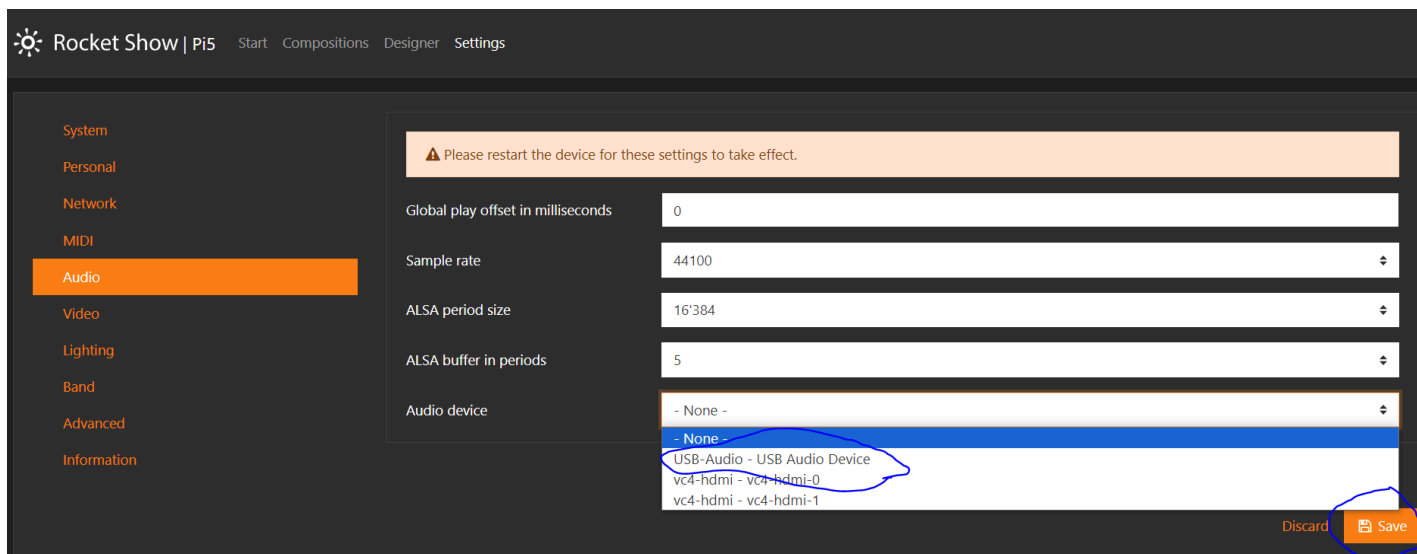 Rocket Show | Pi5 Start Compositions Designer Settings
System
Personal
Network
MIDI
Audio
Video
Lighting
Band
Advanced
Information
Please restart the device for these settings to take effect.
Global play offset in milliseconds 0
Sample rate 44100
ALSA period size 16'384
ALSA buffer in periods 5
Audio device - None -
- None -
USB-Audio - USB Audio Device
vc4-hdmi - vc4-hdmi-0
vc4-hdmi - vc4-hdmi-1
Discard Save